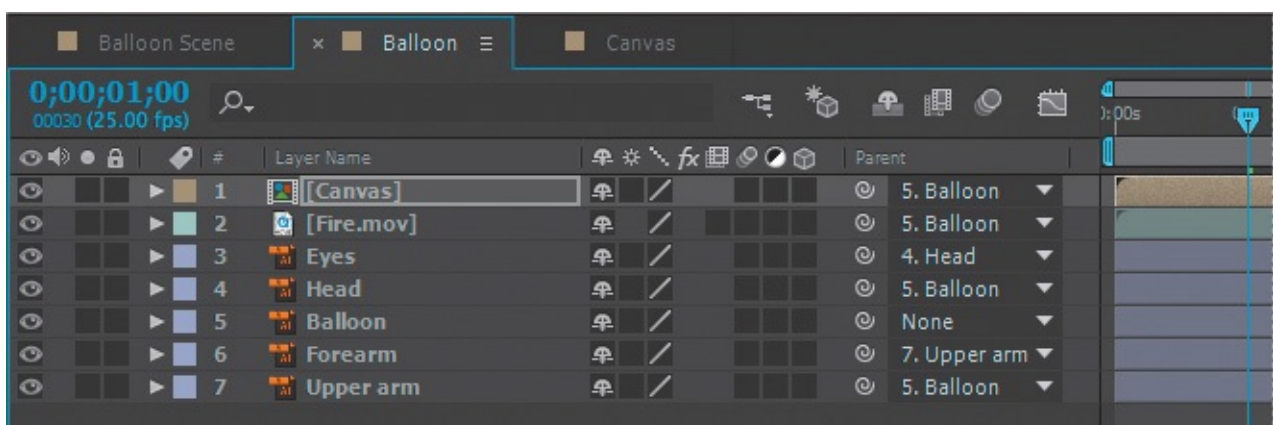 Balloon Scene × Balloon ≡ Canvas
0;00;01;00
00030 (25.00 fps)
):00s
# Layer Name fx Parent
1 [Canvas] 5. Balloon
2 [Fire.mov] 5. Balloon
3 Eyes 4. Head
4 Head 5. Balloon
5 Balloon None
6 Forearm 7. Upper arm
7 Upper arm 5. Balloon